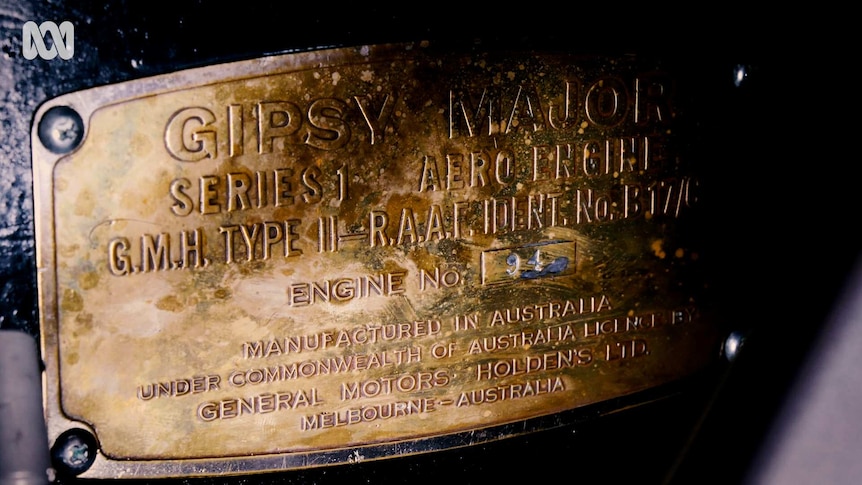 GIPSY MAJOR
SERIES 1 AERO ENGINE
G.M.H. TYPE II-R.A.A.F. IDENT. No.
ENGINE No.
MANUFACTURED IN AUSTRALIA
UNDER COMMONWEALTH OF AUSTRALIA LICENCE BY
GENERAL MOTORS HOLDEN'S LTD.
MELBOURNE-AUSTRALIA